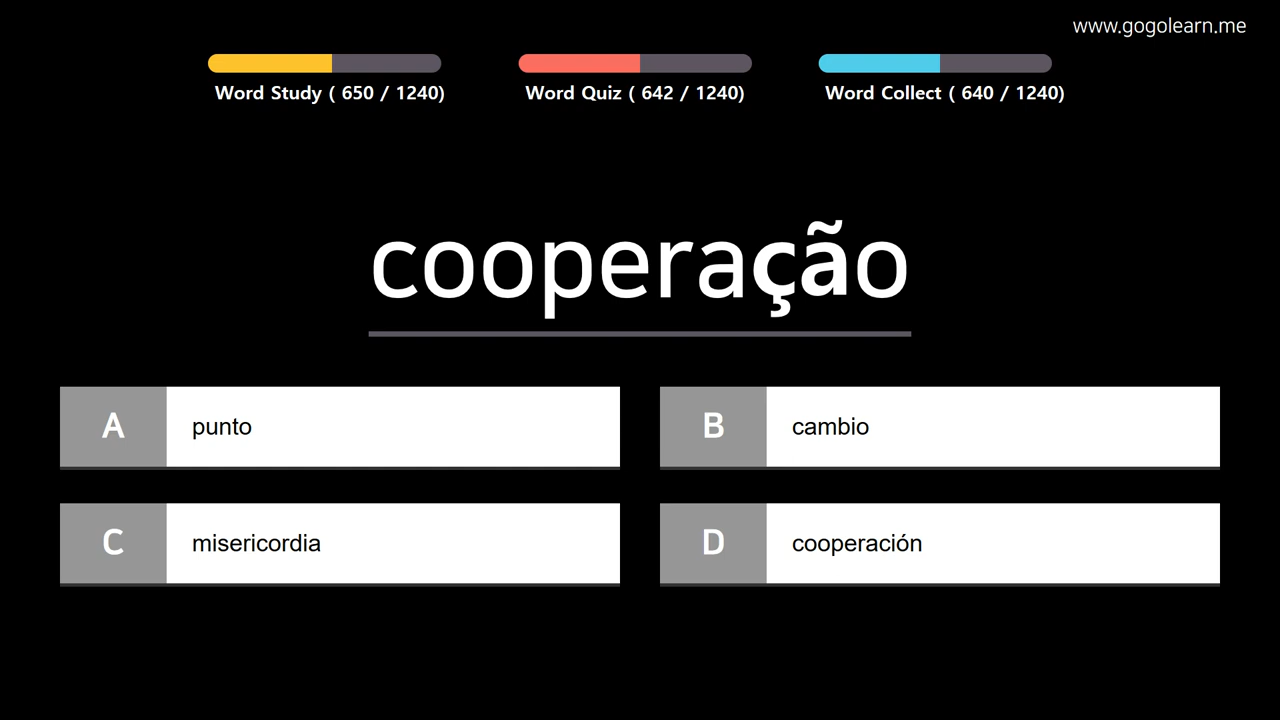 www.gogolearn.me
Word Study ( 650 / 1240)
Word Quiz ( 642 / 1240)
Word Collect ( 640 / 1240)
cooperação
A punto
B cambio
C misericordia
D cooperación